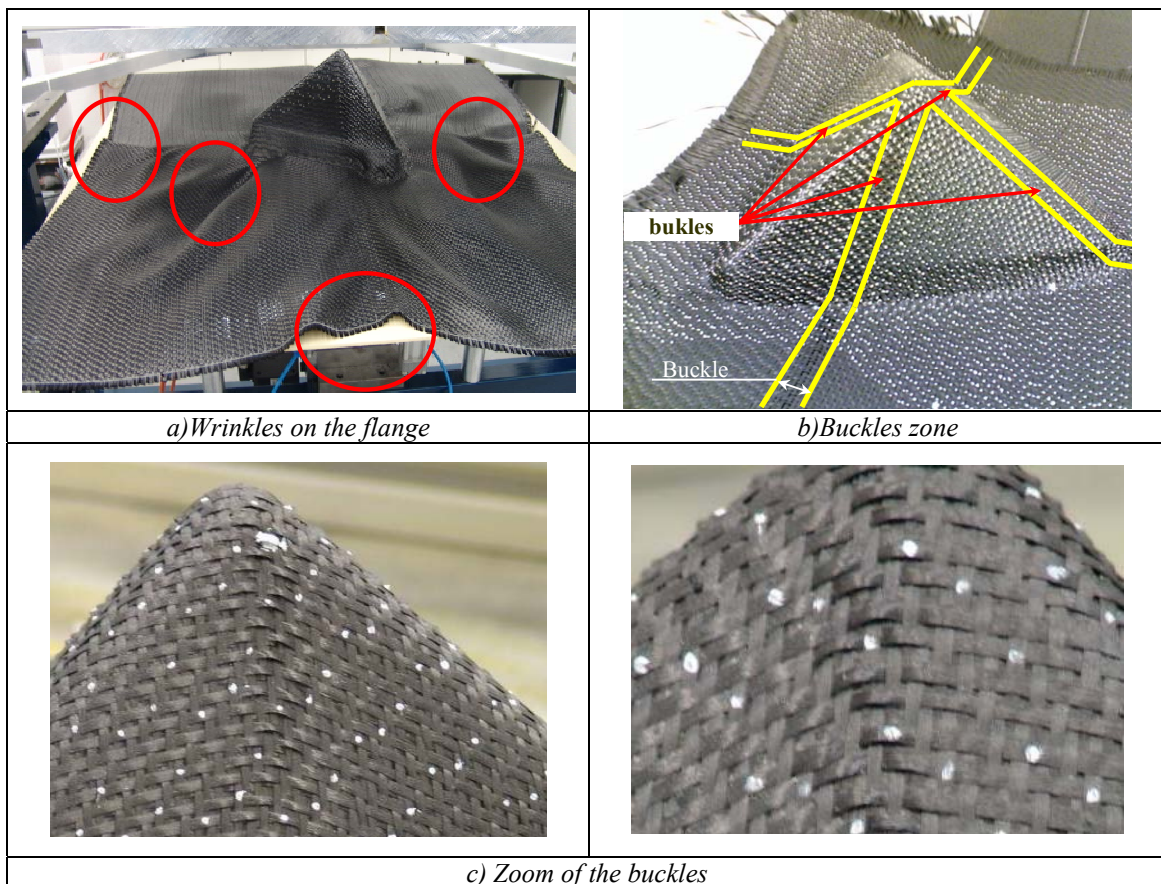 bukles
Buckle
a)Wrinkles on the flange
b)Buckles zone
c) Zoom of the buckles